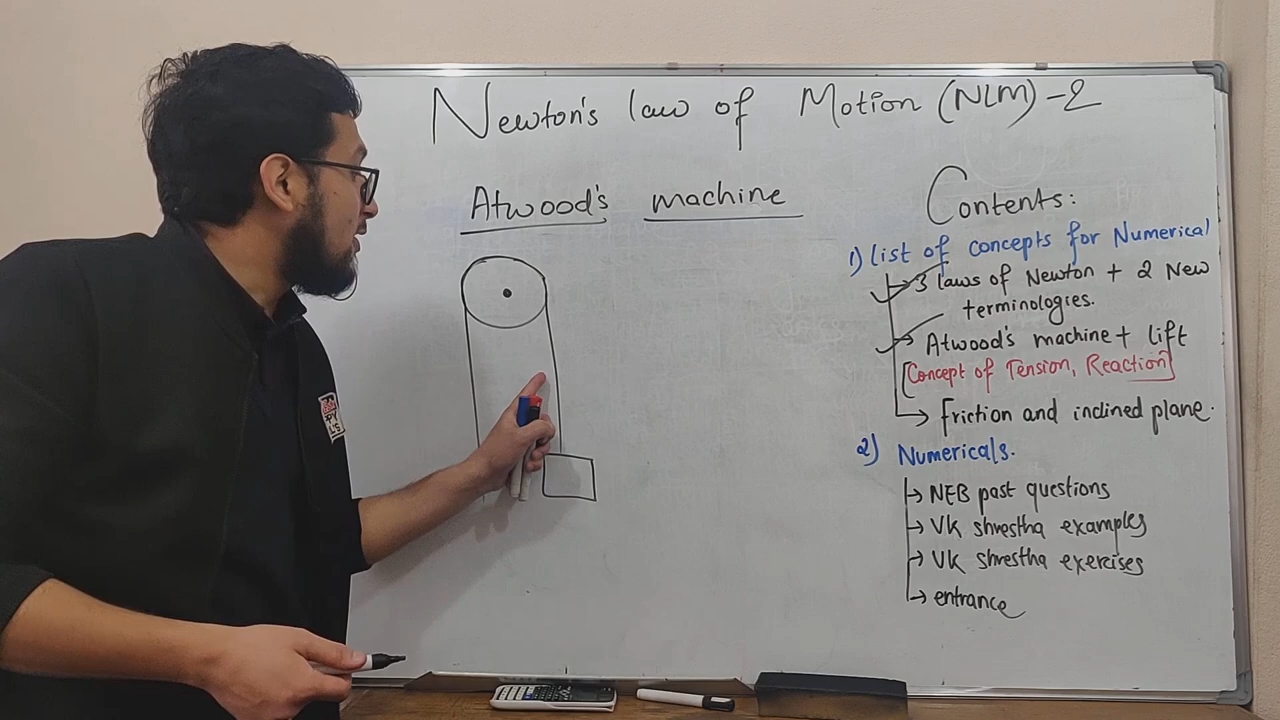 Newton's law of Motion (NLM) - 2
Atwood's machine
Contents:
1) list of concepts for Numerical
→ 3 laws of Newton + 2 New
terminologies.
→ Atwood's machine + lift
[Concept of Tension, Reaction]
→ friction and inclined plane.
2) Numericals.
→ NEB past questions
→ VK shrestha examples
→ VK shrestha exercises
→ entrance